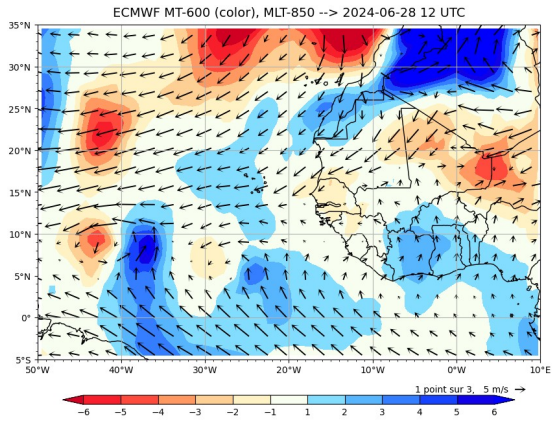 ECMWF MT-600 (color), MLT-850 --> 2024-06-28 12 UTC
35°N
30°N
25°N
20°N
15°N
10°N
5°N
0°
5°S
50°W 40°W 30°W 20°W 10°W 0°W 10°E
1 point sur 3, 5 m/s
−6 −5 −4 −3 −2 1 2 3 4 5 6